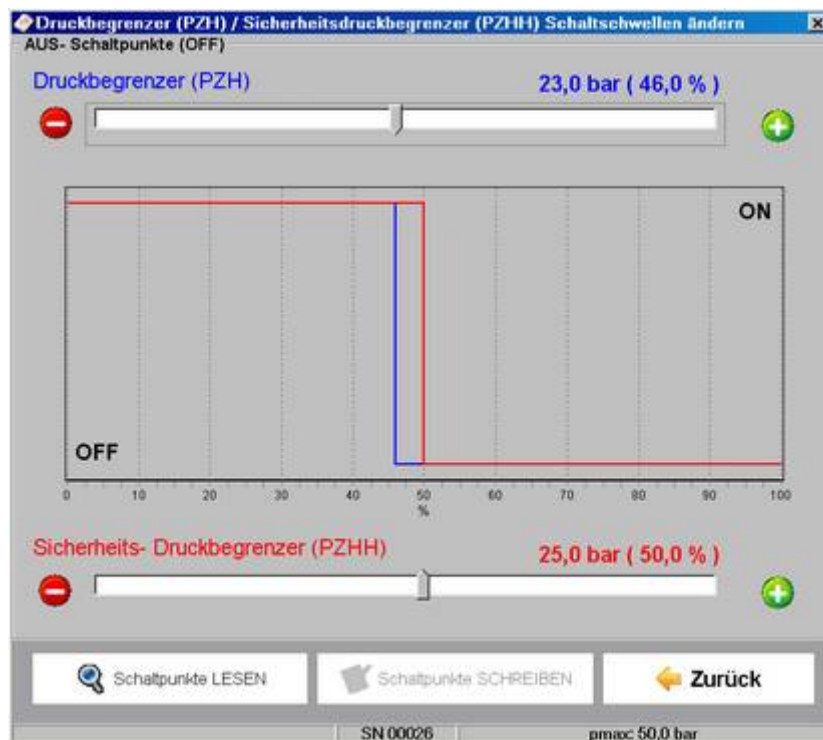 Druckbegrenzer (PZH) / Sicherheitsdruckbegrenzer (PZHH) Schaltschwellen ändern
AUS- Schaltpunkte (OFF)
Druckbegrenzer (PZH) 23,0 bar ( 46,0 % )
ON
OFF
0 10 20 30 40 50 60 70 80 90 100
%
Sicherheits- Druckbegrenzer (PZHH) 25,0 bar ( 50,0 % )
Schaltpunkte LESEN Schaltpunkte SCHREIBEN Zurück
SN 00026 pmax: 50,0 bar